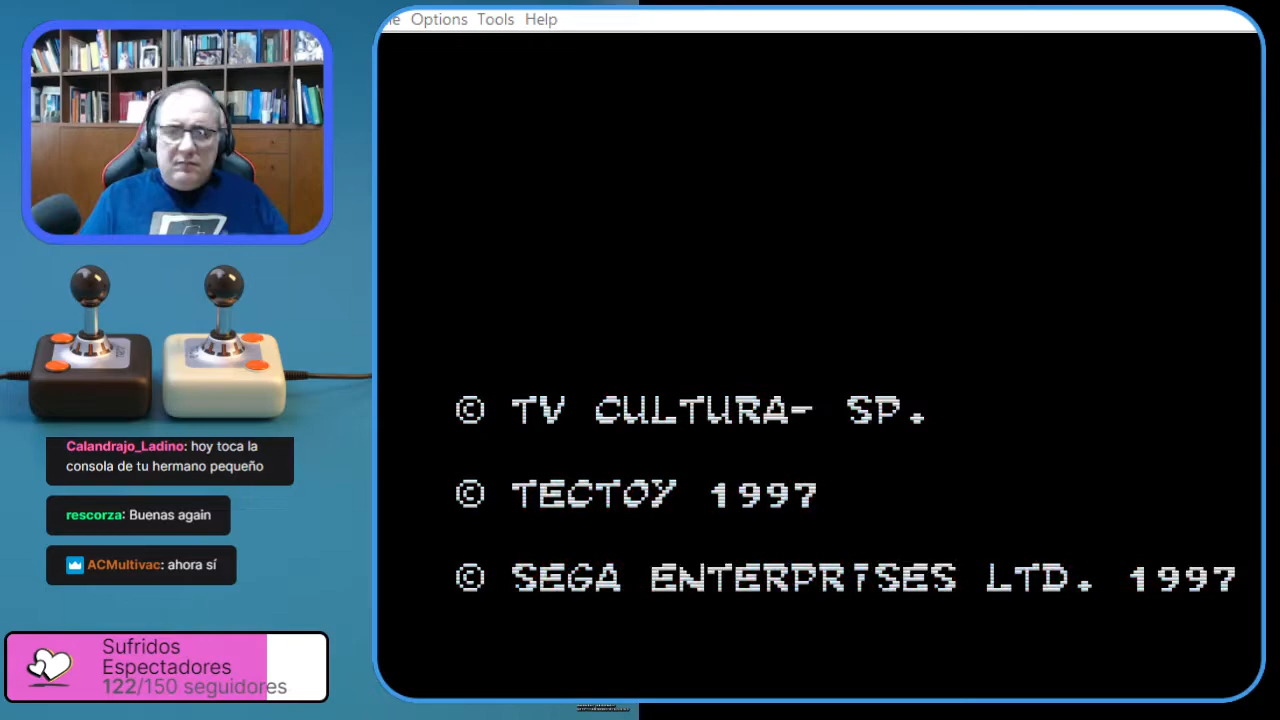 Options Tools Help
© TV CULTURA- SP.
© TECTOY 1997
© SEGA ENTERPRiSES LTD. 1997
Calandrajo_Ladino: hoy toca la
consola de tu hermano pequeño
rescorza: Buenas again
ACMultivac: ahora sí
Sufridos
Espectadores
122/150 seguidores